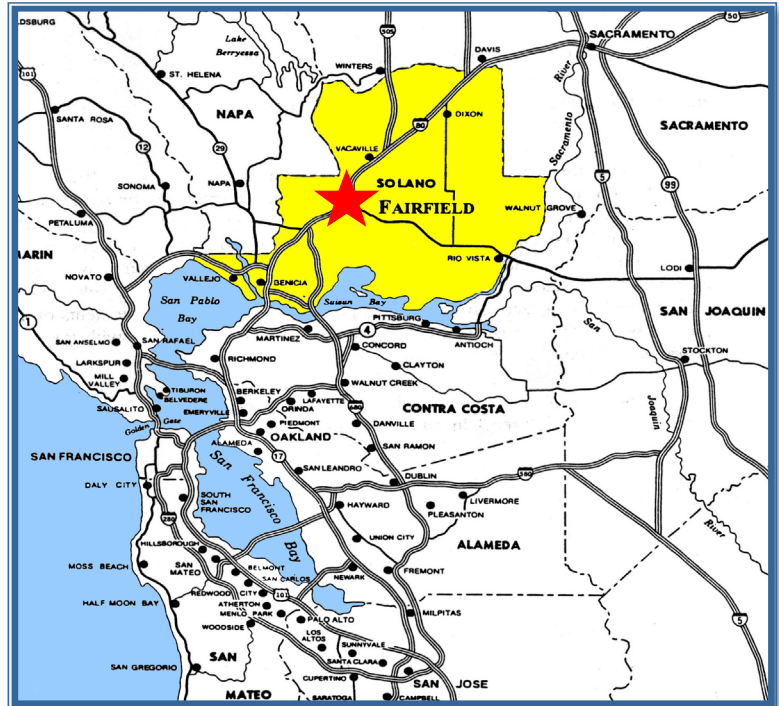 LDSBURG
Lake
Berryessa
505
50
SACRAMENTO
DAVIS
WINTERS
101
ST. HELENA
River
NAPA
80
DIXON
SANTA ROSA
12
29
VACAVILLE
SACRAMENTO
Sacramento
5
99
SONOMA
NAPA
SOLANO
FAIRFIELD
WALNUT GROVE
PETALUMA
MARIN
RIO VISTA
LODI
NOVATO
VALLEJO
BENICIA
San Pablo
Bay
Suisun Bay
SAN JOAQUIN
1
PITTSBURG
San
MARTINEZ
4
ANTIOCH
SAN ANSELMO
SAN RAFAEL
CONCORD
STOCKTON
LARKSPUR
RICHMOND
CLAYTON
MILL
VALLEY
WALNUT CREEK
TIBURON
BELVEDERE
BERKELEY
LAFAYETTE
Joaquin
SAUSALITO
EMERYVILLE
ORINDA
680
CONTRA COSTA
Golden Gate
PIEDMONT
DANVILLE
OAKLAND
ALAMEDA
SAN RAMON
SAN FRANCISCO
17
San Francisco Bay
SAN LEANDRO
580
DALY CITY
DUBLIN
SOUTH
SAN
FRANCISCO
LIVERMORE
HAYWARD
PLEASANTON
280
River
UNION CITY
HILLSBOROUGH
ALAMEDA
MOSS BEACH
SAN
MATEO
BELMONT
SAN CARLOS
NEWARK
FREMONT
REDWOOD
CITY
101
HALF MOON BAY
ATHERTON
MENLO PARK
MILPITAS
5
WOODSIDE
PALO ALTO
LOS
ALTOS
SUNNYVALE
SAN GREGORIO
SAN
SANTA CLARA
CUPERTINO
SAN JOSE
MATEO
SARATOGA
CAMPBELL